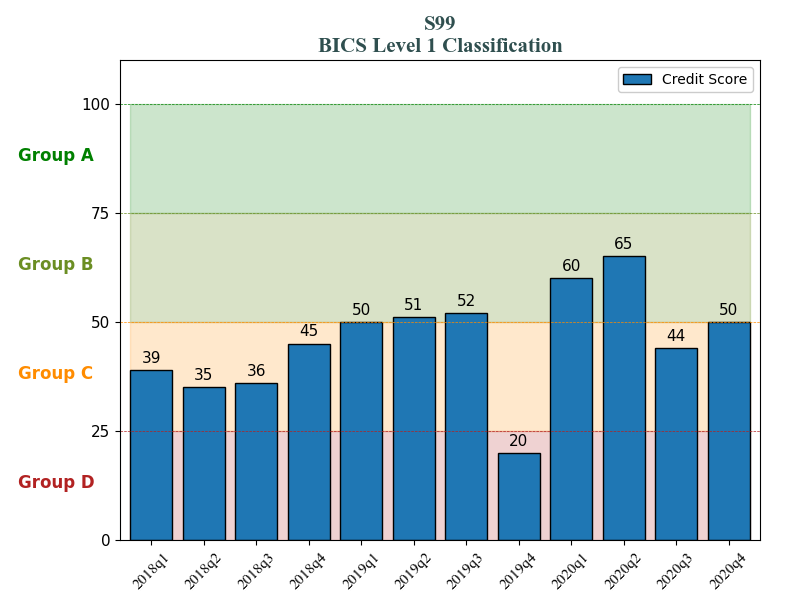 S99
BICS Level 1 Classification
Credit Score
100
Group A
75
Group B
65
60
50
51
52
50
50
45
44
39
35
36
Group C
25
20
Group D
0
2018q1
2018q2
2018q3
2018q4
2019q1
2019q2
2019q3
2019q4
2020q1
2020q2
2020q3
2020q4